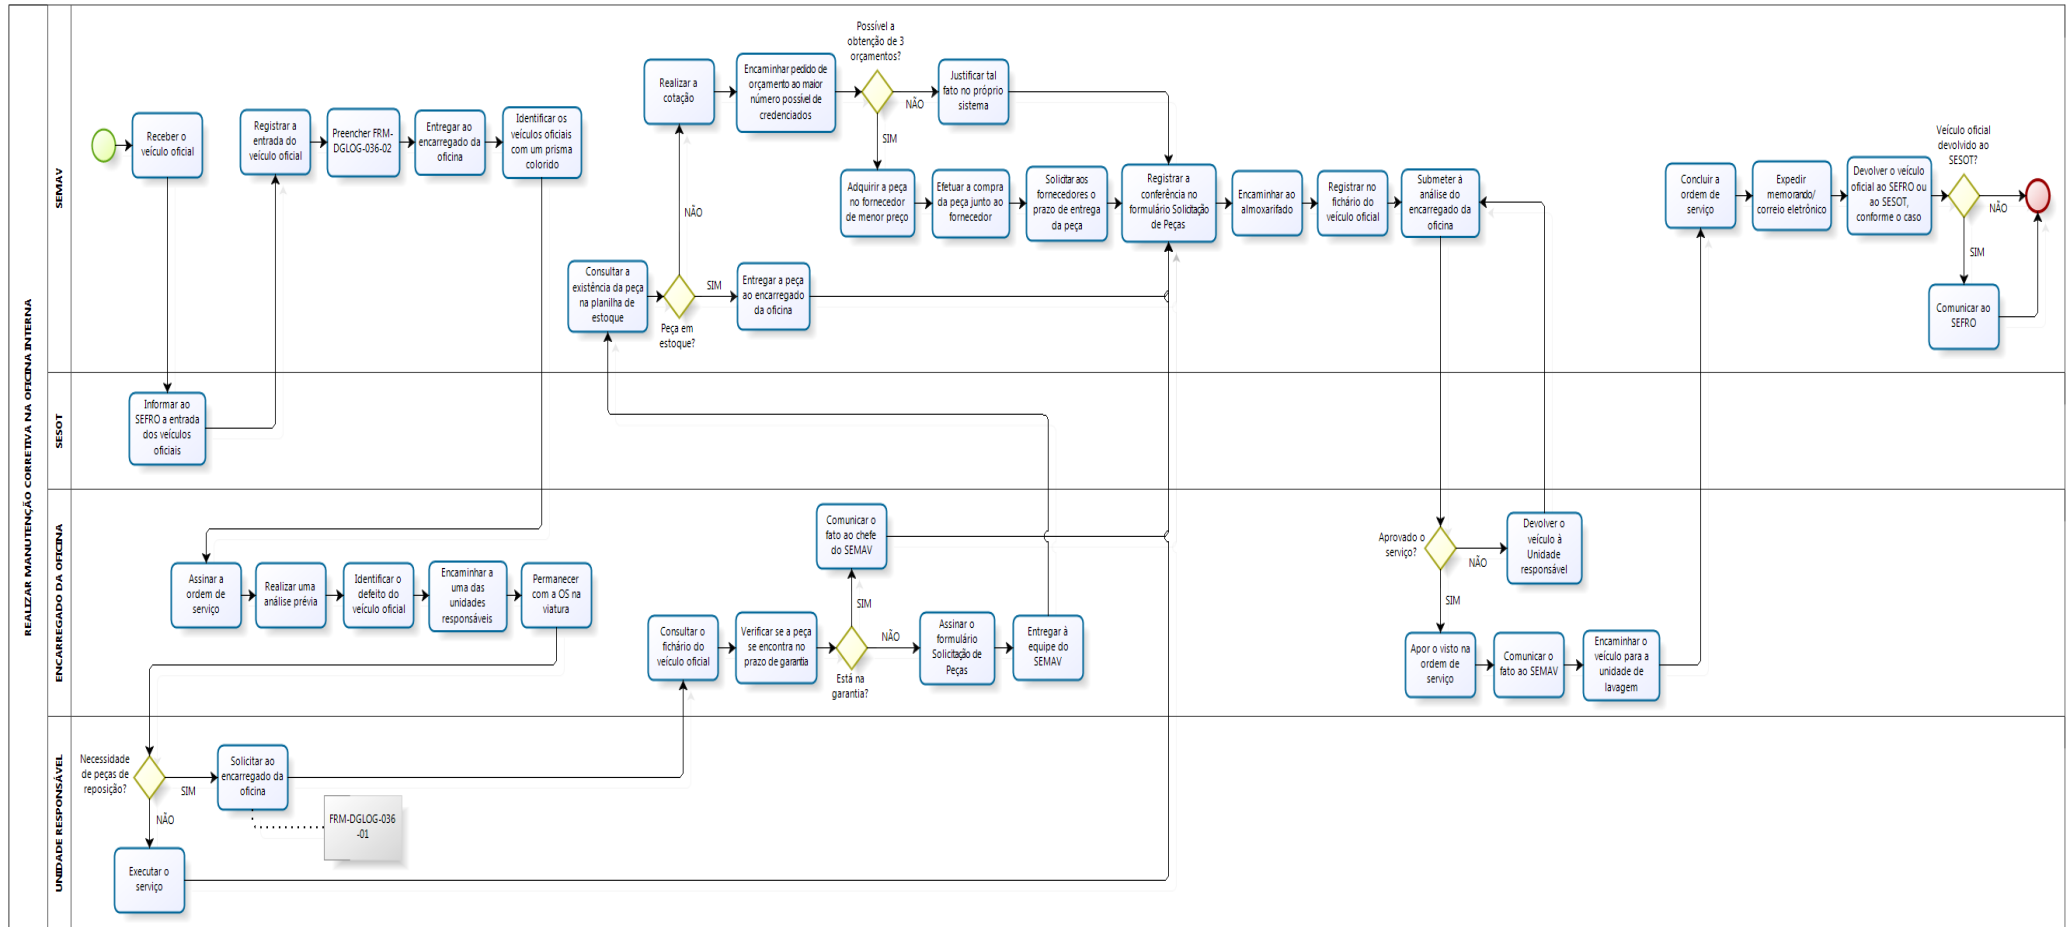 REALIZAR MANUTENÇÃO CORRETIVA NA OFICINA INTERNA
SEMAV
Receber o
veículo oficial
Registrar a
entrada do
veículo oficial
Preencher FRM-
DGLOG-036-02
Entregar ao
encarregado da
oficina
Identificar os
veículos oficiais
com um prisma
colorido
Realizar a
cotação
Encaminhar pedido de
orçamento ao maior
número possível de
credenciados
Possível a
obtenção de 3
orçamentos?
NÃO
SIM
Justificar tal
fato no próprio
sistema
Adquirir a peça
no fornecedor
de menor preço
Efetuar a compra
da peça junto ao
fornecedor
Solicitar aos
fornecedores o
prazo de entrega
da peça
Registrar a
conferência no
formulário Solicitação
de Peças
Encaminhar ao
almoxarifado
Registrar no
fichário do
veículo oficial
Submeter à
análise do
encarregado da
oficina
Consultar a
existência da peça
na planilha de
estoque
Peça em
estoque?
NÃO
SIM
Entregar a peça
ao encarregado
da oficina
Concluir a
ordem de
serviço
Expedir
memorando/
correio eletrônico
Devolver o veículo
oficial ao SEFRO ou
ao SESOT,
conforme o caso
Veículo oficial
devolvido ao
SESOT?
NÃO
SIM
Comunicar ao
SEFRO
SESOT
Informar ao
SEFRO a entrada
dos veículos
oficiais
ENCARREGADO DA OFICINA
Assinar a
ordem de
serviço
Realizar uma
análise prévia
Identificar o
defeito do
veículo oficial
Encaminhar a
uma das
unidades
responsáveis
Permanecer
com a OS na
viatura
Consultar o
fichário do
veículo oficial
Verificar se a peça
se encontra no
prazo de garantia
Está na
garantia?
SIM
NÃO
Comunicar o
fato ao chefe
do SEMAV
Assinar o
formulário
Solicitação de
Peças
Entregar à
equipe do
SEMAV
Aprovado o
serviço?
NÃO
SIM
Devolver o
veículo à
Unidade
responsável
Apor o visto na
ordem de
serviço
Comunicar o
fato ao SEMAV
Encaminhar o
veículo para a
unidade de
lavagem
UNIDADE RESPONSÁVEL
Necessidade
de peças de
reposição?
SIM
NÃO
Solicitar ao
encarregado da
oficina
FRM-DGLOG-036
-01
Executar o
serviço